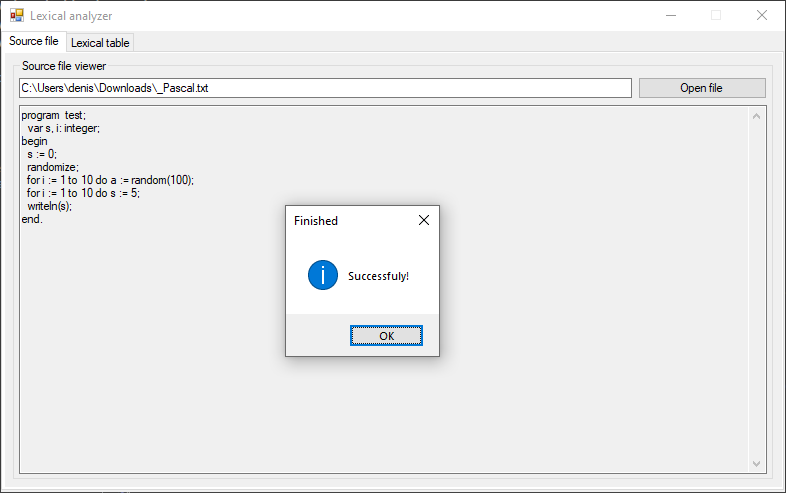 Lexical analyzer
Source file
Lexical table
Source file viewer
C:\Users\denis\Downloads\_Pascal.txt
Open file
program  test;
  var s, i: integer;
begin
  s := 0;
  randomize;
  for i := 1 to 10 do a := random(100);
  for i := 1 to 10 do s := 5;
  writeln(s);
end.
Finished
Successfuly!
OK